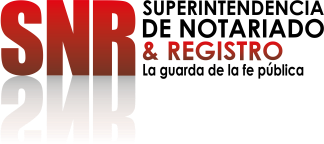 SNR
SUPERINTENDENCIA
DE NOTARIADO
& REGISTRO
La guarda de la fe pública